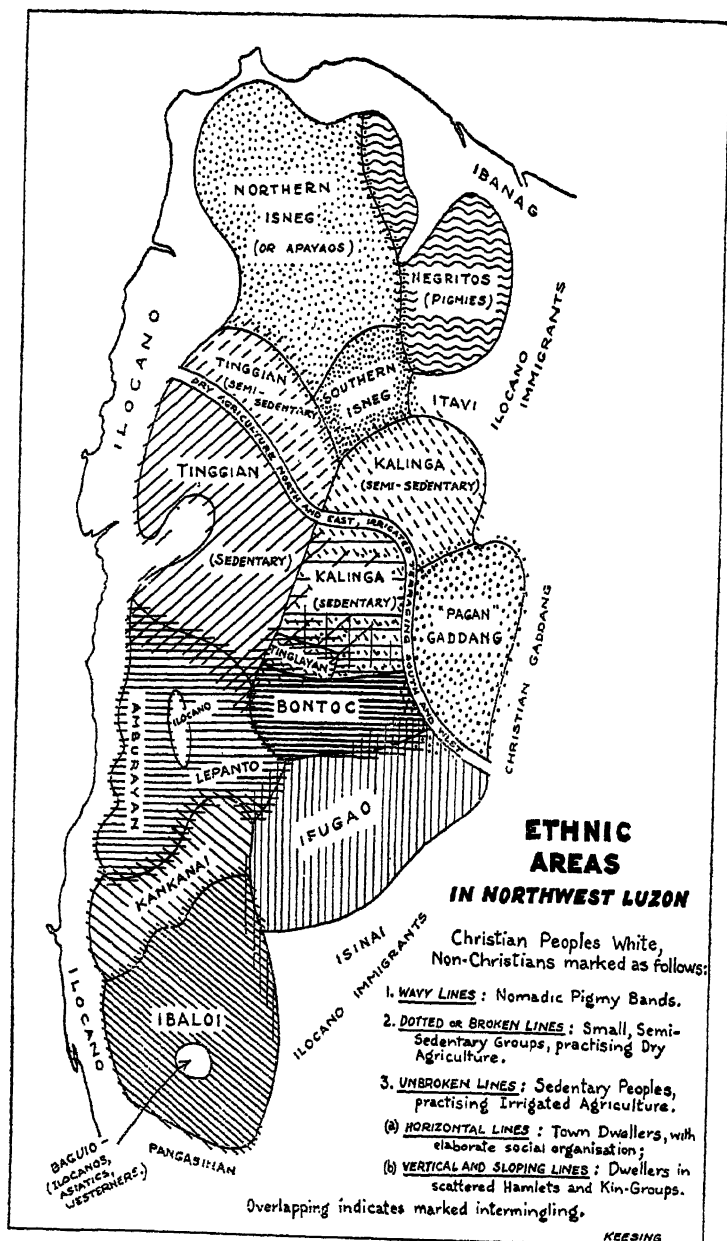 IBANAG
NORTHERN
ISNEG
(OR APAYAOS)
NEGRITOS
(PIGMIES)
ILOCANO
IMMIGRANTS
ILOCANO
TINGGIAN
(SEMI-
SEDENTARY)
SOUTHERN
ISNEG
ITAVI
DRY AGRICULTURE NORTH AND EAST, IRRIGATED TERRACING SOUTH AND WEST
TINGGIAN
(SEDENTARY)
KALINGA
(SEMI-SEDENTARY)
KALINGA
(SEDENTARY)
"PAGAN"
GADDANG
TINGLAYAN
CHRISTIAN GADDANG
BONTOC
AMBURAYAN
ILOCANO
LEPANTO
IFUGAO
KANKANAI
ISINAI
ILOCANO IMMIGRANTS
ILOCANO
IBALOI
BAGUIO-
(ILOCANOS,
ASIATICS,
WESTERNERS.)
PANGASINAN
ETHNIC
AREAS
IN NORTHWEST LUZON
Christian Peoples White,
Non-Christians marked as follows:
1. WAVY LINES : Nomadic Pigmy Bands.
2. DOTTED OR BROKEN LINES : Small, Semi-
Sedentary Groups, practising Dry
Agriculture.
3. UNBROKEN LINES : Sedentary Peoples,
practising Irrigated Agriculture.
(a) HORIZONTAL LINES : Town Dwellers, with
elaborate social organisation;
(b) VERTICAL AND SLOPING LINES : Dwellers in
scattered Hamlets and Kin-Groups.
Overlapping indicates marked intermingling.
KEESING